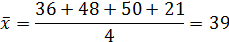 x̄ = (36 + 48 + 50 + 21) / 4 = 39